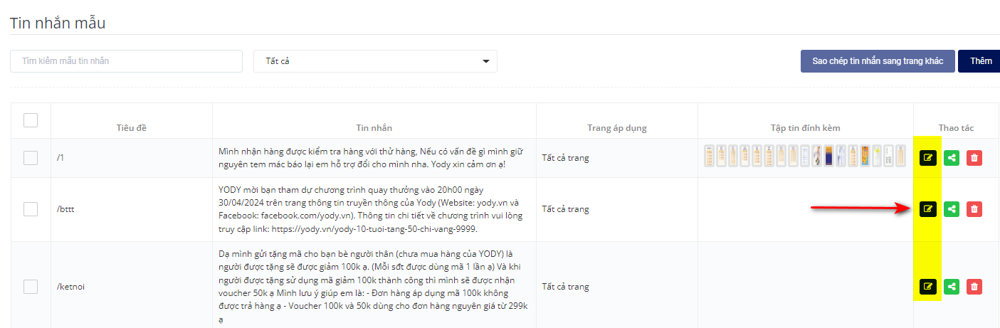 Tin nhắn mẫu
Tìm kiếm mẫu tin nhắn
Tất cả
Sao chép tin nhắn sang trang khác
Thêm
Tiêu đề
Tin nhắn
Trang áp dụng
Tập tin đính kèm
Thao tác
/1
Mình nhận hàng được kiểm tra hàng với thử hàng, Nếu có vấn đề gì mình giữ
nguyên tem mác báo lại em hỗ trợ đổi cho mình nha. Yody xin cảm ơn ạ!
Tất cả trang
/bttt
YODY mời bạn tham dự chương trình quay thưởng vào 20h00 ngày
30/04/2024 trên trang thông tin truyền thông của Yody (Website: yody.vn và
Facebook: facebook.com/yody.vn). Thông tin chi tiết về chương trình vui lòng
truy cập link: https://yody.vn/yody-10-tuoi-tang-50-chi-vang-9999.
Tất cả trang
/ketnoi
Dạ mình gửi tặng mã cho bạn bè người thân (chưa mua hàng của YODY) là
người được tặng sẽ được giảm 100k ạ. (Mỗi sđt được dùng mã 1 lần ạ) Và khi
người được tặng sử dụng mã giảm 100k thành công thì mình sẽ được nhận
voucher 50k ạ Mình lưu ý giúp em là: - Đơn hàng áp dụng mã 100k không
được trả hàng ạ - Voucher 100k và 50k dùng cho đơn hàng nguyên giá từ 299k
ạ
Tất cả trang